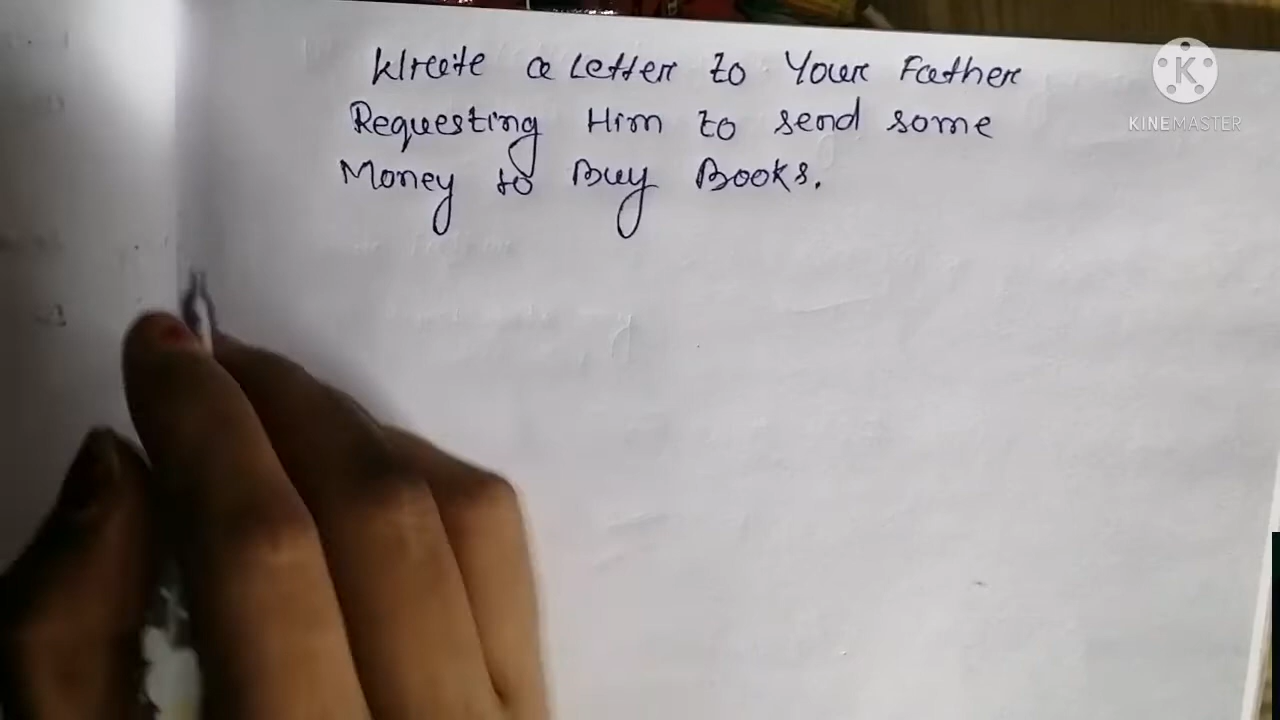 Write a Letter to Your Father
Requesting Him to send some
Money to Buy Books.
K
KINEMASTER